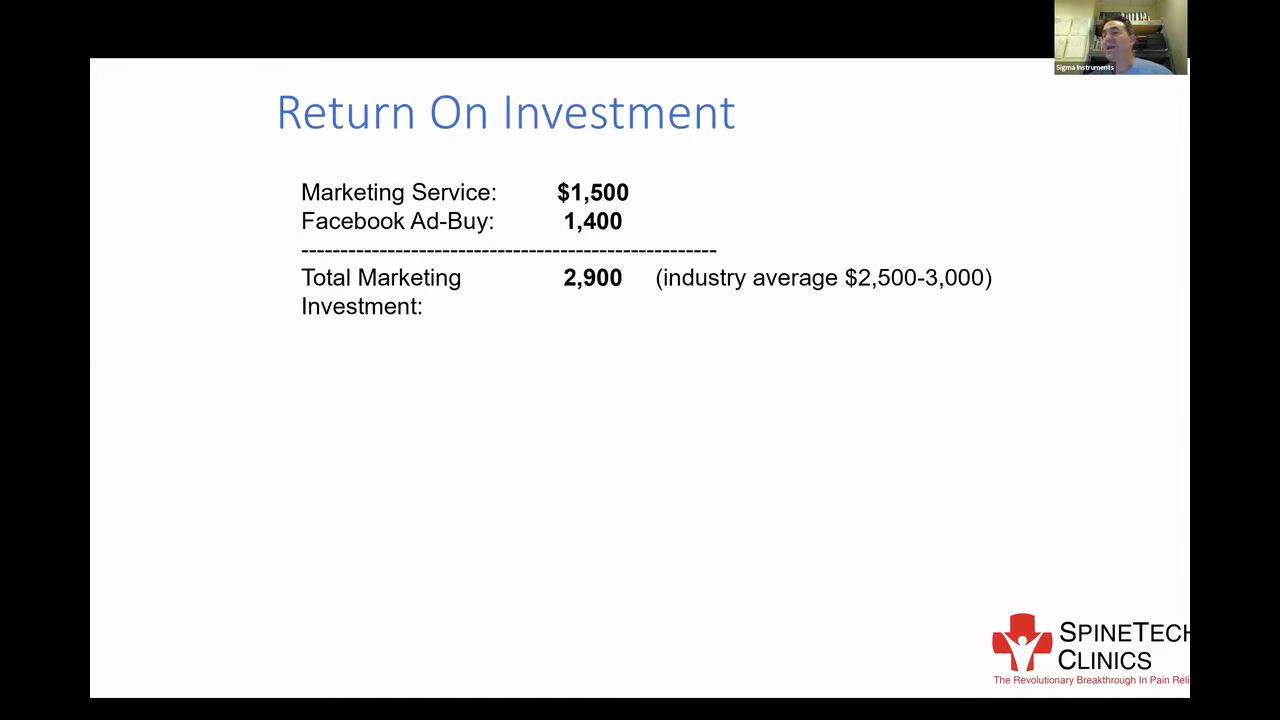 Sigma Instruments
Return On Investment
Marketing Service: $1,500
Facebook Ad-Buy: 1,400
-----------------------------------------------------
Total Marketing 2,900 (industry average $2,500-3,000)
Investment:
SPINETECH
CLINICS
The Revolutionary Breakthrough In Pain Reli